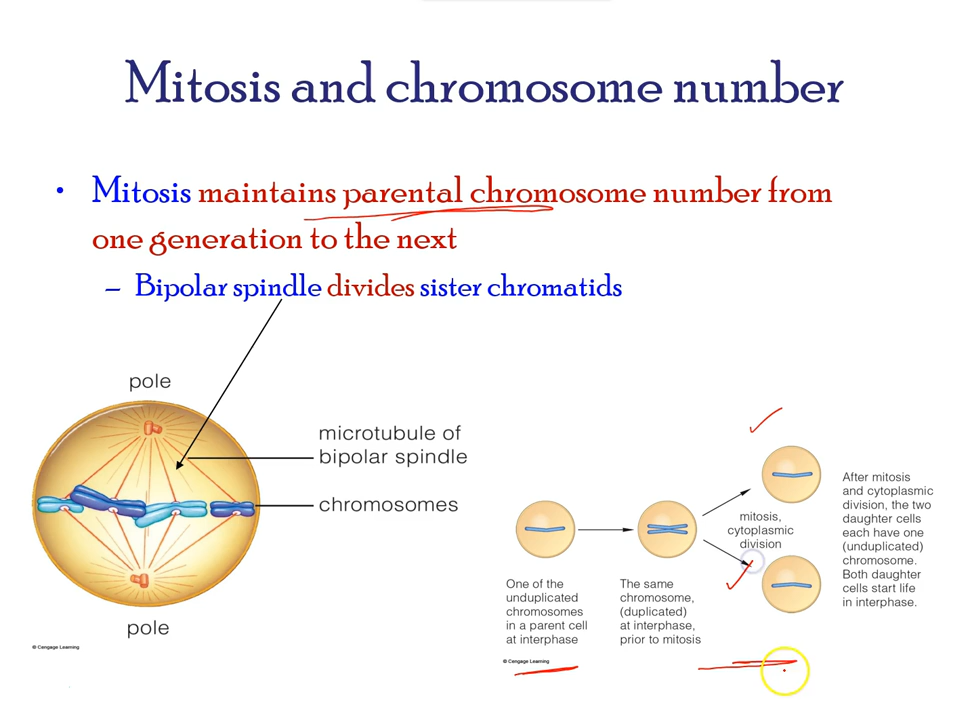 Mitosis and chromosome number
• Mitosis maintains parental chromosome number from
one generation to the next
– Bipolar spindle divides sister chromatids
pole
microtubule of
bipolar spindle
chromosomes
pole
© Cengage Learning
mitosis,
cytoplasmic
division
One of the
unduplicated
chromosomes
in a parent cell
at interphase
The same
chromosome,
(duplicated)
at interphase,
prior to mitosis
After mitosis
and cytoplasmic
division, the two
daughter cells
each have one
(unduplicated)
chromosome.
Both daughter
cells start life
in interphase.
© Cengage Learning